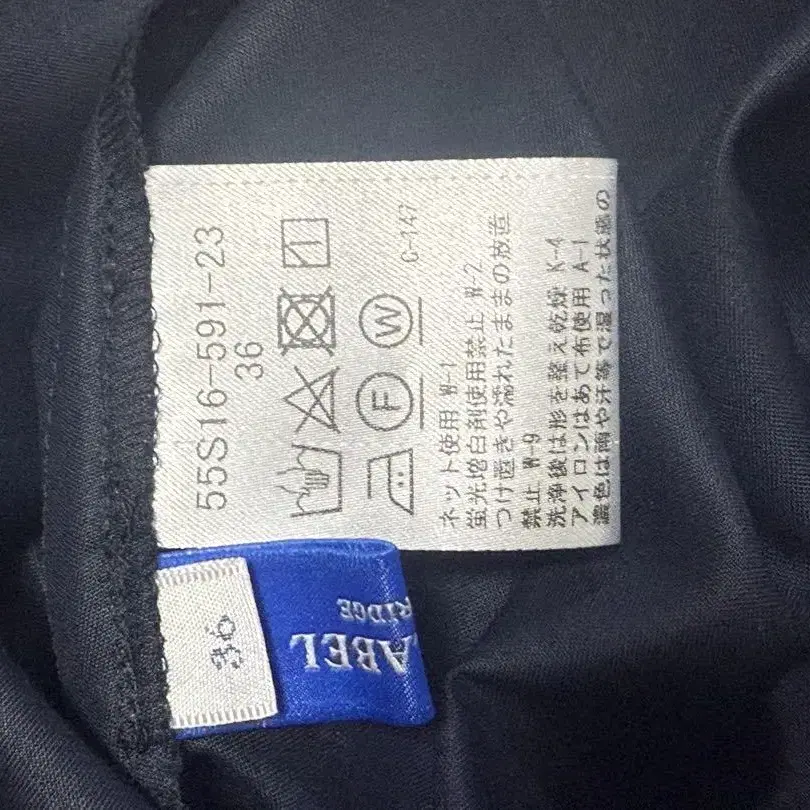 55S16-591-23
36
F
W
C-147
ネット使用 W-1
蛍光増白剤使用禁止 W-2
つけ置きや濡れたままの放置
禁止 W-9
洗浄後は形を整え乾燥 K-4
アイロンはあて布使用 A-1
濃色は雨や汗等で湿った状態の
36
LABEL
RIDGE